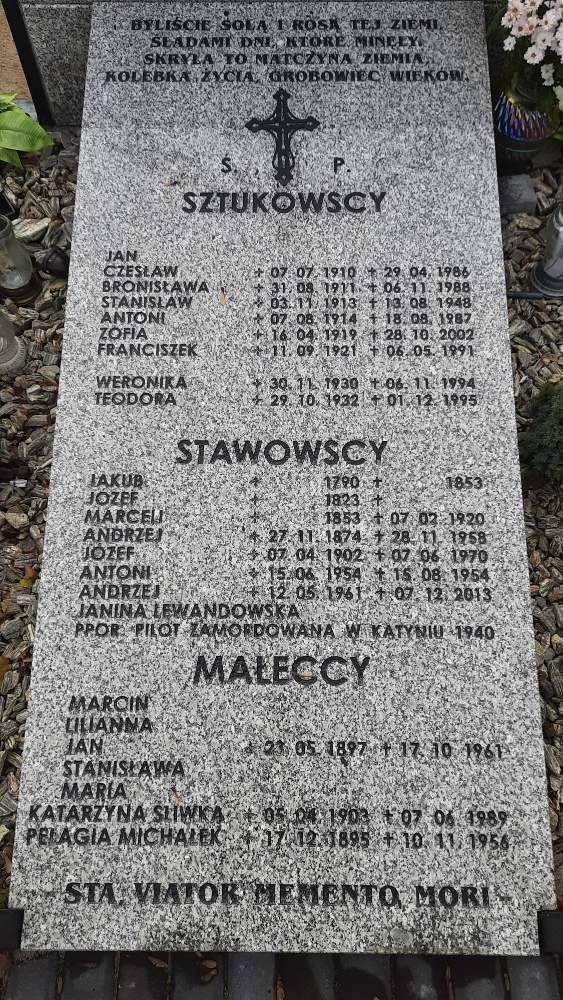 BYLIŚCIE SOLĄ I ROSĄ TEJ ZIEMI.
ŚLADAMI DNI, KTÓRE MINĘŁY.
SKRYŁA TO MATCZYNA ZIEMIA.
KOLEBKA ŻYCIA, GROBOWIEC WIEKÓW.
Ś. P.
SZTUKOWSCY
JAN
CZESŁAW + 07. 07. 1910 + 29. 04. 1986
BRONISŁAWA + 31. 08. 1911 + 06. 11. 1988
STANISŁAW + 03. 11. 1913 + 13. 08. 1948
ANTONI + 07. 08. 1914 + 18. 08. 1987
ZOFIA + 16. 04. 1919 + 28. 10. 2002
FRANCISZEK + 11. 09. 1921 + 06. 05. 1991
WERONIKA + 30. 11. 1930 + 06. 11. 1994
TEODORA + 29. 10. 1932 + 01. 12. 1995
STAWOWSCY
JAKUB + 1790 + 1853
JÓZEF + 1823 +
MARCELI + 1853 + 07. 02. 1920
ANDRZEJ + 27. 11. 1874 + 28. 11. 1958
JÓZEF + 07. 04. 1902 + 07. 06. 1970
ANTONI + 15. 06. 1954 + 15. 08. 1954
ANDRZEJ + 12. 05. 1961 + 07. 12. 2013
JANINA LEWANDOWSKA
PPOR. PILOT ZAMORDOWANA W KATYNIU 1940
MAŁECCY
MARCIN
LILIANNA
JAN + 23. 05. 1897 + 17. 10. 1961
STANISŁAWA
MARIA
KATARZYNA ŚLIWKA + 05. 04. 1903 + 07. 06. 1989
PELAGIA MICHAŁEK + 17. 12. 1895 + 10. 11. 1956
STA, VIATOR MEMENTO, MORI